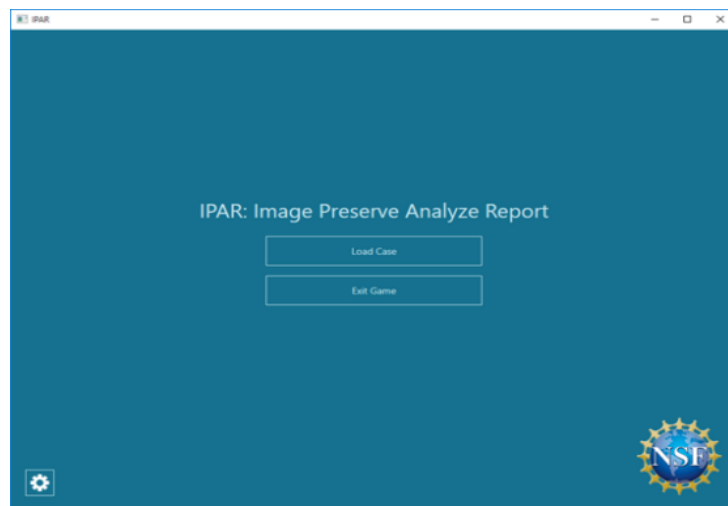 IPAR
IPAR: Image Preserve Analyze Report
Load Case
Exit Game
NSF